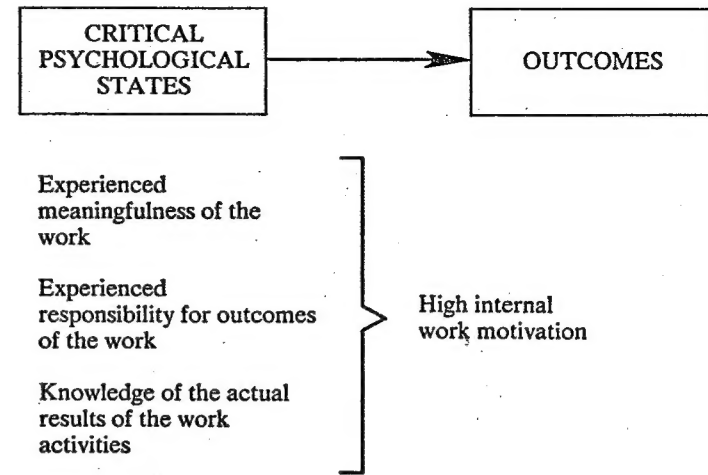 CRITICAL
PSYCHOLOGICAL
STATES
OUTCOMES
Experienced
meaningfulness of the
work
Experienced
responsibility for outcomes
of the work
Knowledge of the actual
results of the work
activities
High internal
work motivation